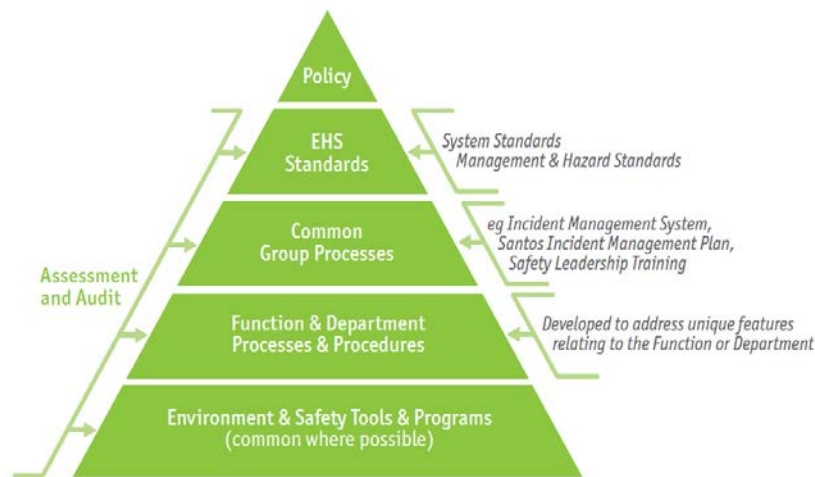 Policy
EHS
Standards
System Standards
Management & Hazard Standards
Common
Group Processes
eg Incident Management System,
Santos Incident Management Plan,
Safety Leadership Training
Assessment
and Audit
Function & Department
Processes & Procedures
Developed to address unique features
relating to the Function or Department
Environment & Safety Tools & Programs
(common where possible)